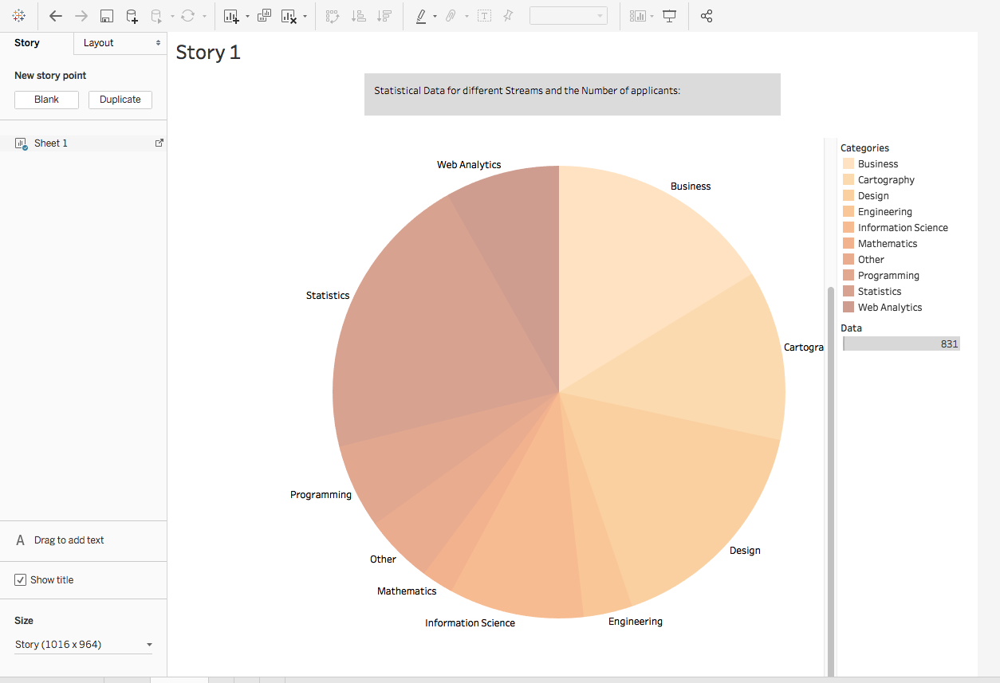 Story
Layout
New story point
Blank
Duplicate
Sheet 1
A
Drag to add text
Show title
Size
Story (1016 x 964)
T
Story 1
Statistical Data for different Streams and the Number of applicants:
Web Analytics
Business
Statistics
Cartogra
Programming
Other
Design
Mathematics
Information Science
Engineering
Categories
Business
Cartography
Design
Engineering
Information Science
Mathematics
Other
Programming
Statistics
Web Analytics
Data
831